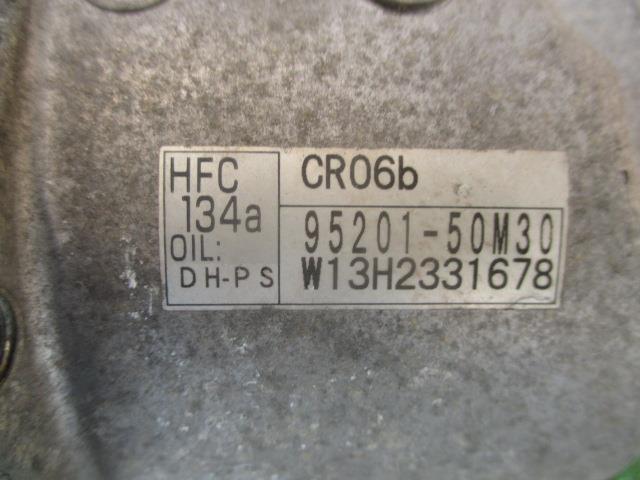 HFC
134a
OIL:
DH-PS
CR06b
95201-50M30
W13H2331678